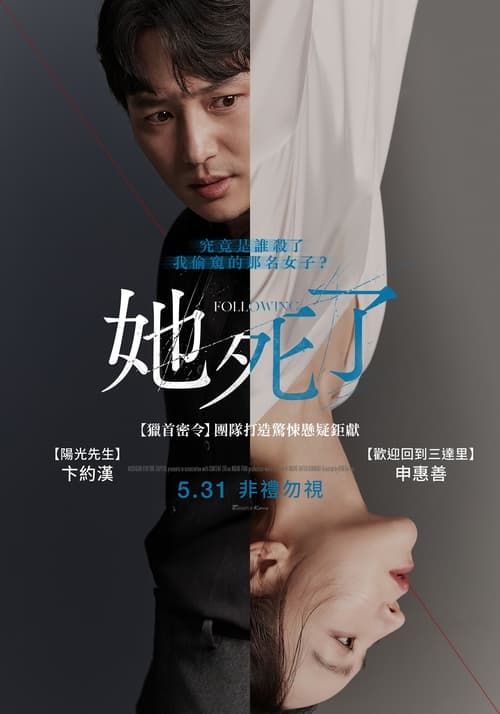 究竟是誰殺了
我偷窺的那名女子？
FOLLOWING
她死了
【獵首密令】團隊打造驚悚懸疑鉅獻
【陽光先生】
卞約漢
【歡迎回到三達里】
申惠善
5.31 非禮勿視